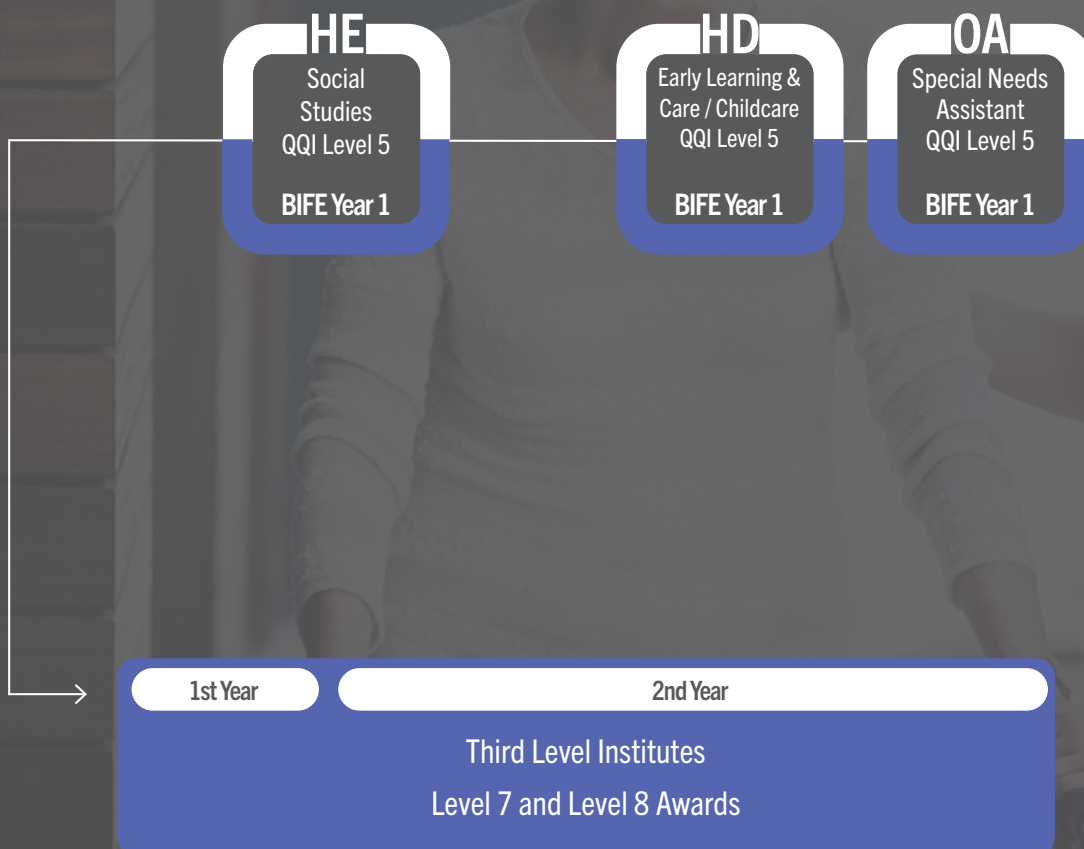 HE
Social
Studies
QQI Level 5
BIFE Year 1
HD
Early Learning &
Care / Childcare
QQI Level 5
BIFE Year 1
OA
Special Needs
Assistant
QQI Level 5
BIFE Year 1
1st Year
2nd Year
Third Level Institutes
Level 7 and Level 8 Awards